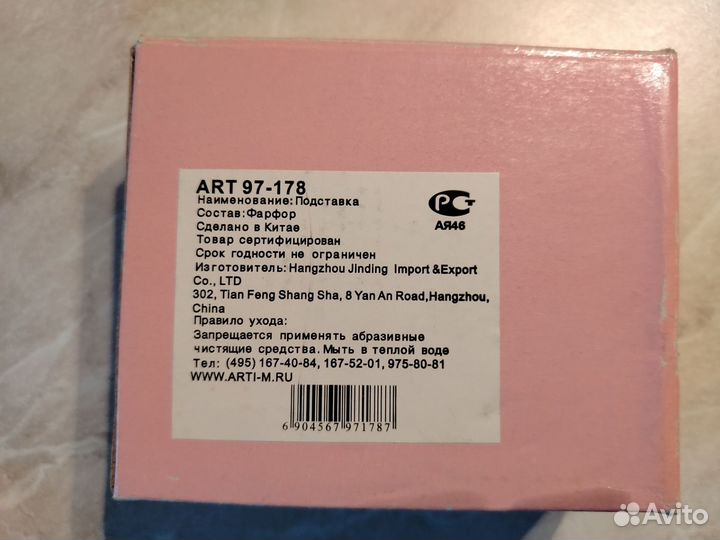 ART 97-178
Наименование: Подставка
Состав: Фарфор
Сделано в Китае
Товар сертифицирован
Срок годности не ограничен
Изготовитель: Hangzhou Jinding Import &Export
Co., LTD
302, Tian Feng Shang Sha, 8 Yan An Road,Hangzhou,
China
Правило ухода:
Запрещается применять абразивные
чистящие средства. Мыть в теплой воде
Тел: (495) 167-40-84, 167-52-01, 975-80-81
WWW.ARTI-M.RU
6 904567 971787
РСТ
АЯ46
Avito